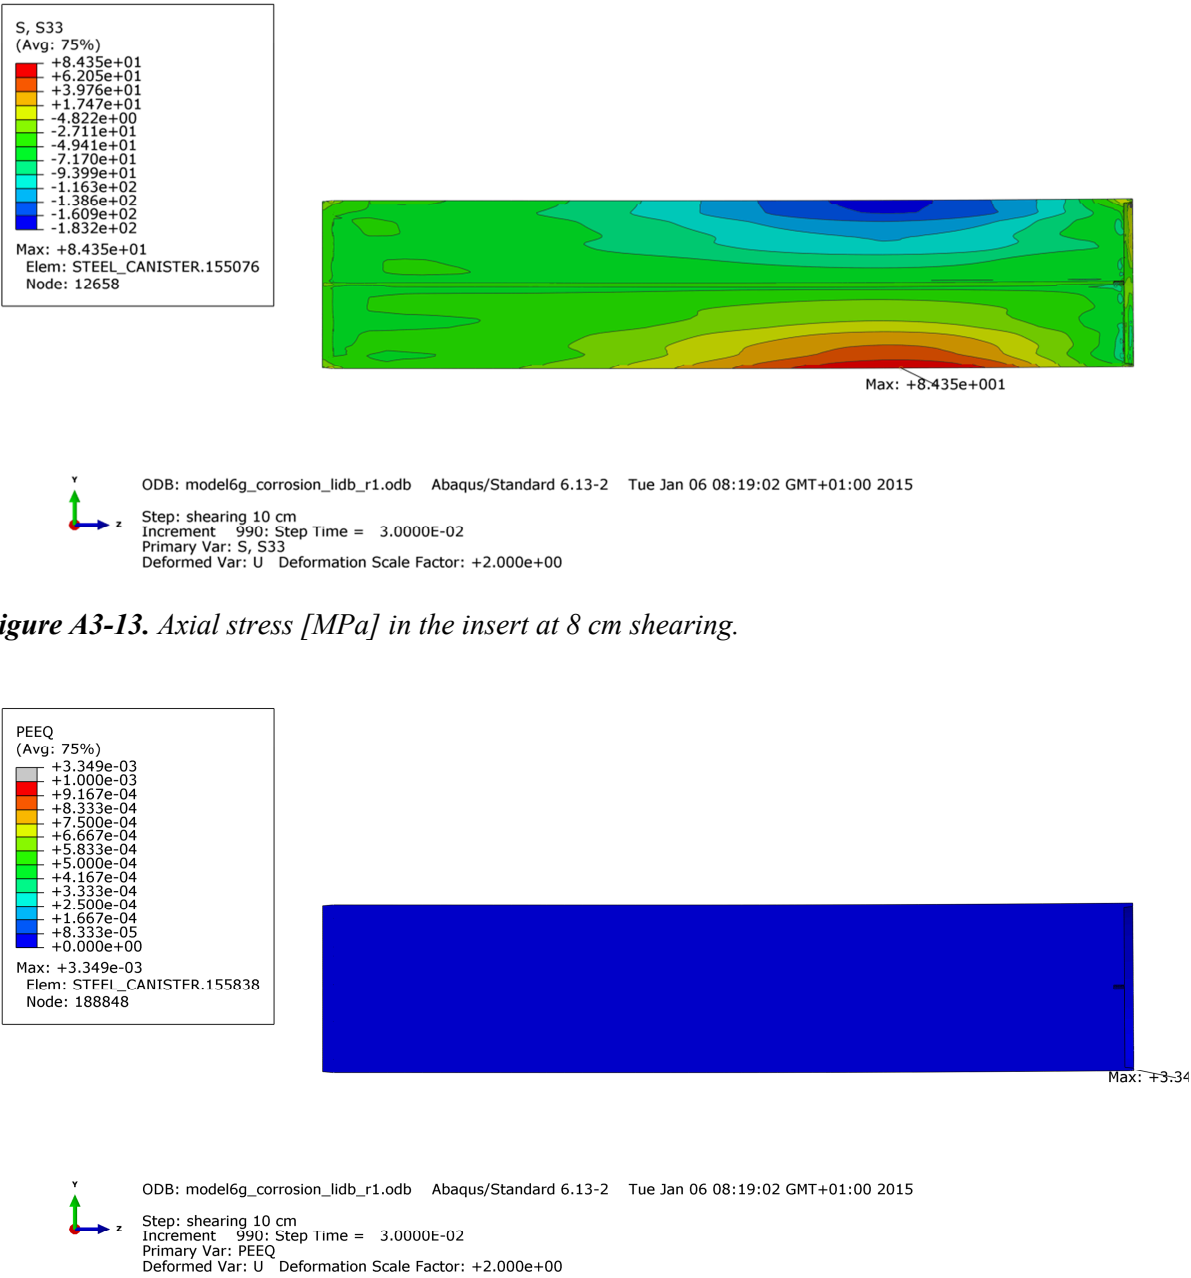 S, S33
(Avg: 75%)
+8.435e+01
+6.205e+01
+3.976e+01
+1.747e+01
-4.822e+00
-2.711e+01
-4.941e+01
-7.170e+01
-9.399e+01
-1.163e+02
-1.386e+02
-1.609e+02
-1.832e+02
Max: +8.435e+01
Elem: STEEL_CANISTER.155076
Node: 12658
Max: +8.435e+001
Y
Z
ODB: model6g_corrosion_lidb_r1.odb Abaqus/Standard 6.13-2 Tue Jan 06 08:19:02 GMT+01:00 2015
Step: shearing 10 cm
Increment 990: Step Time = 3.0000E-02
Primary Var: S, S33
Deformed Var: U Deformation Scale Factor: +2.000e+00
igure A3-13. Axial stress [MPa] in the insert at 8 cm shearing.
PEEQ
(Avg: 75%)
+3.349e-03
+1.000e-03
+9.167e-04
+8.333e-04
+7.500e-04
+6.667e-04
+5.833e-04
+5.000e-04
+4.167e-04
+3.333e-04
+2.500e-04
+1.667e-04
+8.333e-05
+0.000e+00
Max: +3.349e-03
Elem: STEEL_CANISTER.155838
Node: 188848
Max: +3.34
Y
Z
ODB: model6g_corrosion_lidb_r1.odb Abaqus/Standard 6.13-2 Tue Jan 06 08:19:02 GMT+01:00 2015
Step: shearing 10 cm
Increment 990: Step Time = 3.0000E-02
Primary Var: PEEQ
Deformed Var: U Deformation Scale Factor: +2.000e+00